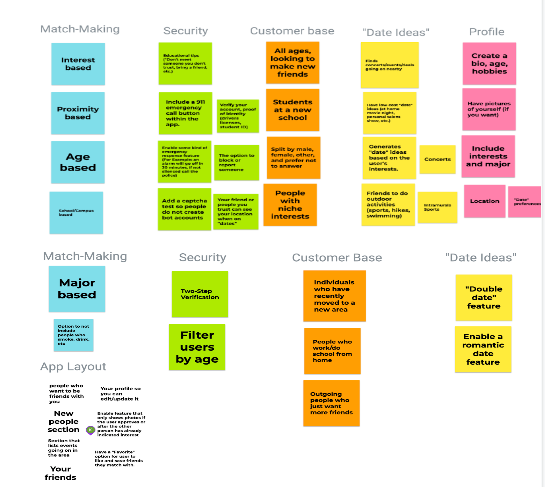 Match-Making
Security
Customer base
"Date Ideas"
Profile
Interest
based
Proximity
based
Age
based
School/Campus
based
Educational tips
("Don't meet
someone you don't
trust, bring a friend,
etc.)
Include a 911
emergency
call button
within the
app.
Verify your
account, proof
of identity
(drivers
licenses,
student ID)
Enable some kind of
emergency
response feature
(For Example: an
alarm will go off in
30 minutes, if not
silenced call the
police)
The option to
block or
report
someone
Add a captcha
test so people
do not create
bot accounts
Your friend or
people you
trust can see
your location
when on
"dates"
All ages,
looking to
make new
friends
Students
at a new
school
Split by male,
female, other,
and prefer not
to answer
People
with
niche
interests
Finds
concerts/events/deals
going on nearby
Have low key "date"
ideas (at home
movie night,
personal talent
show, etc.)
Generates
"date" ideas
based on the
user's
interests.
Concerts
Friends to do
outdoor
activities
(sports, hikes,
swimming)
Intramurals
Sports
Create a
bio, age,
hobbies
Have pictures
of yourself (if
you want)
Include
interests
and major
Location
"Date"
preferences
Match-Making
Security
Customer Base
"Date Ideas"
Major
based
Option to not
include
people who
smoke, drink,
etc
Two-Step
Verification
Filter
users
by age
Individuals
who have
recently
moved to a
new area
People who
work/do
school from
home
Outgoing
people who
just want
more friends
"Double
date"
feature
Enable a
romantic
date
feature
App Layout
people who
want to be
friends with
you
Your profile so
you can
edit/update it
New
people
section
Enable feature that
only shows photos if
the user approves or
after the other
person has already
indicated interest
Section that
lists events
going on in
the area
Have a "Favorite"
option for user to
like and save friends
they match with
Your
friends